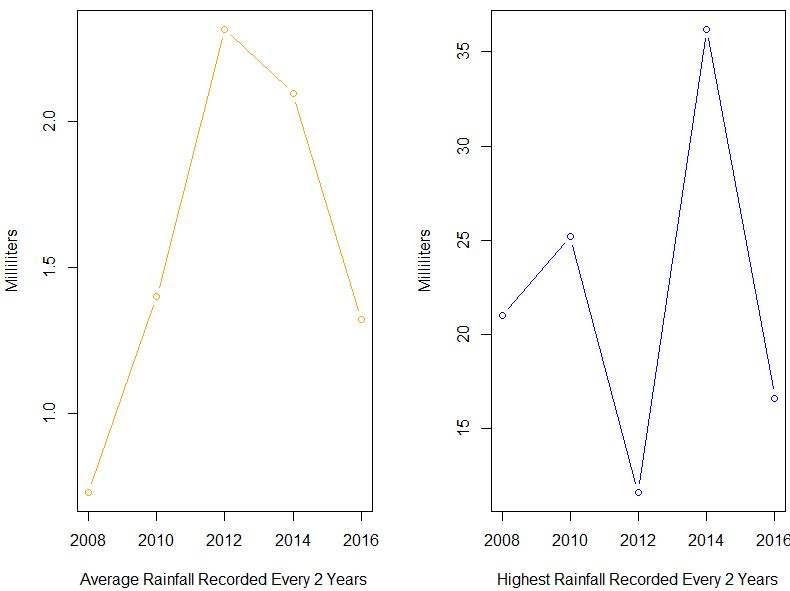 Milliliters
2.0
1.5
1.0
2008 2010 2012 2014 2016
Average Rainfall Recorded Every 2 Years
Milliliters
35
30
25
20
15
2008 2010 2012 2014 2016
Highest Rainfall Recorded Every 2 Years